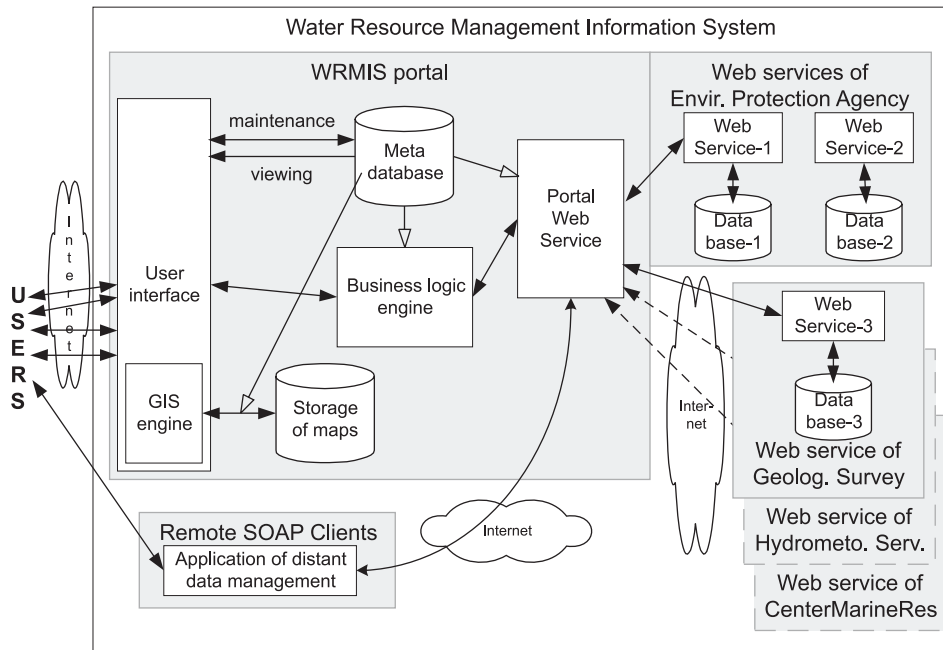 Water Resource Management Information System
WRMIS portal
Web services of
Envir. Protection Agency
maintenance
viewing
Meta
database
Portal
Web
Service
Web
Service-1
Web
Service-2
Data
base-1
Data
base-2
Internet
USERS
User
interface
Business logic
engine
GIS
engine
Storage
of maps
Web
Service-3
Data
base-3
Inter-
net
Web service of
Geolog. Survey
Web service of
Hydrometo. Serv.
Web service of
CenterMarineRes
Remote SOAP Clients
Application of distant
data management
Internet